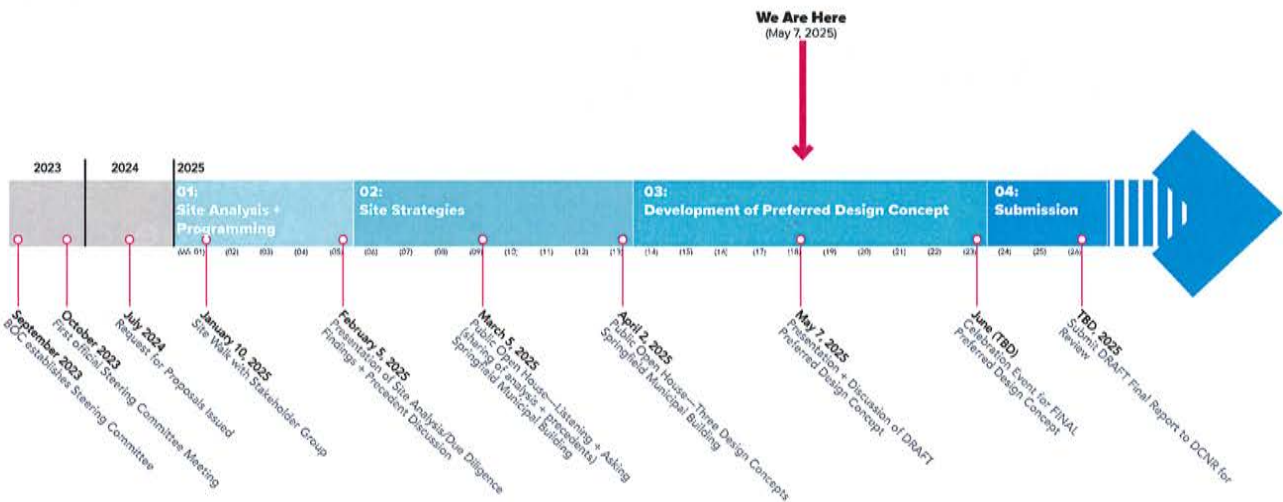 We Are Here
(May 7, 2025)
2023
2024
2025
01:
Site Analysis +
Programming
02:
Site Strategies
03:
Development of Preferred Design Concept
04:
Submission
(02)
(03)
(04)
(05)
(06)
(07)
(08)
(09)
(10)
(11)
(12)
(13)
(14)
(15)
(16)
(17)
(18)
(19)
(20)
(21)
(22)
(23)
(24)
(25)
(26)
September 2023
BOC establishes Steering Committee
October 2023
First official Steering Committee Meeting
July 2024
Request for Proposals Issued
January 10, 2025
Site Walk with Stakeholder Group
February 5, 2025
Presentation of Site Analysis/Due Diligence
Findings + Precedent Discussion
March 5, 2025
Public Open House—Listening + Asking
(sharing of analysis + precedents)
Springfield Municipal Building
April 2, 2025
Public Open House—Three Design Concepts
Springfield Municipal Building
May 7, 2025
Presentation + Discussion of DRAFT
Preferred Design Concept
June (TBD)
Celebration Event for FINAL
Preferred Design Concept
TBD, 2025
Submit DRAFT Final Report to DCNR for
Review